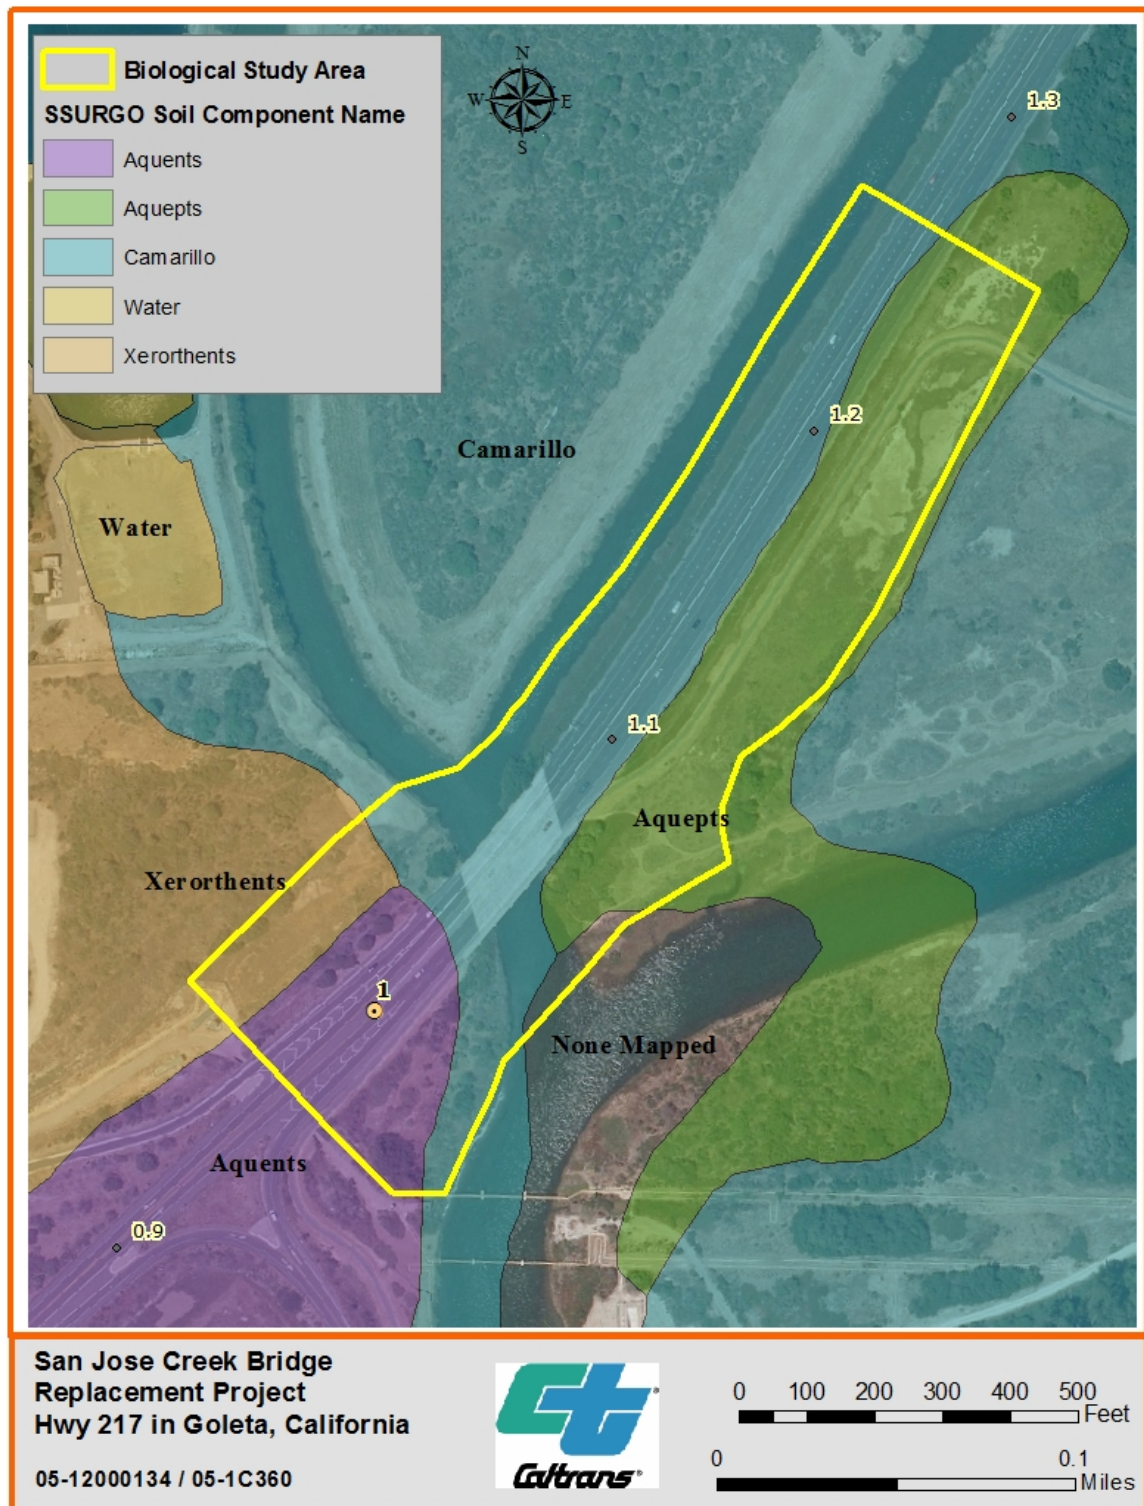 Biological Study Area
SSURGO Soil Component Name
Aquents
Aquepts
Camarillo
Water
Xerorthents
N
W E
S
1.3
1.2
Camarillo
Water
1.1
Aquepts
Xerorthents
1
None Mapped
Aquents
0.9
San Jose Creek Bridge
Replacement Project
Hwy 217 in Goleta, California
05-12000134 / 05-1C360
ct
Caltrans®
0 100 200 300 400 500
Feet
0 0.1
Miles